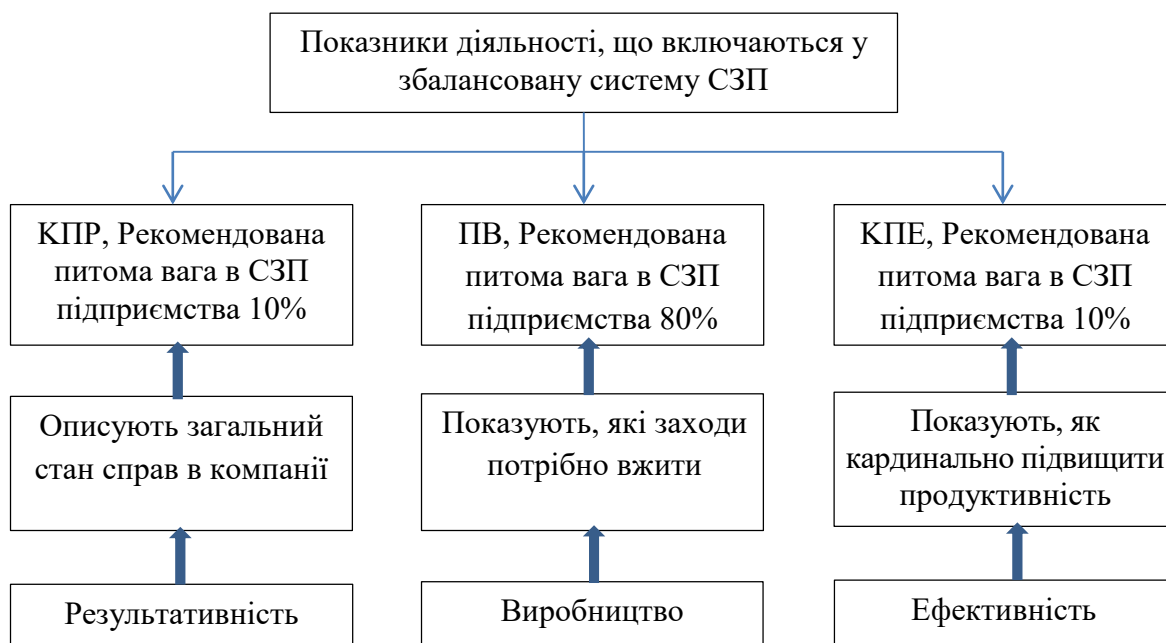 Показники діяльності, що включаються у
збалансовану систему СЗП
КПР, Рекомендована
питома вага в СЗП
підприємства 10%
ПВ, Рекомендована
питома вага в СЗП
підприємства 80%
КПЕ, Рекомендована
питома вага в СЗП
підприємства 10%
Описують загальний
стан справ в компанії
Показують, які заходи
потрібно вжити
Показують, як
кардинально підвищити
продуктивність
Результативність
Виробництво
Ефективність